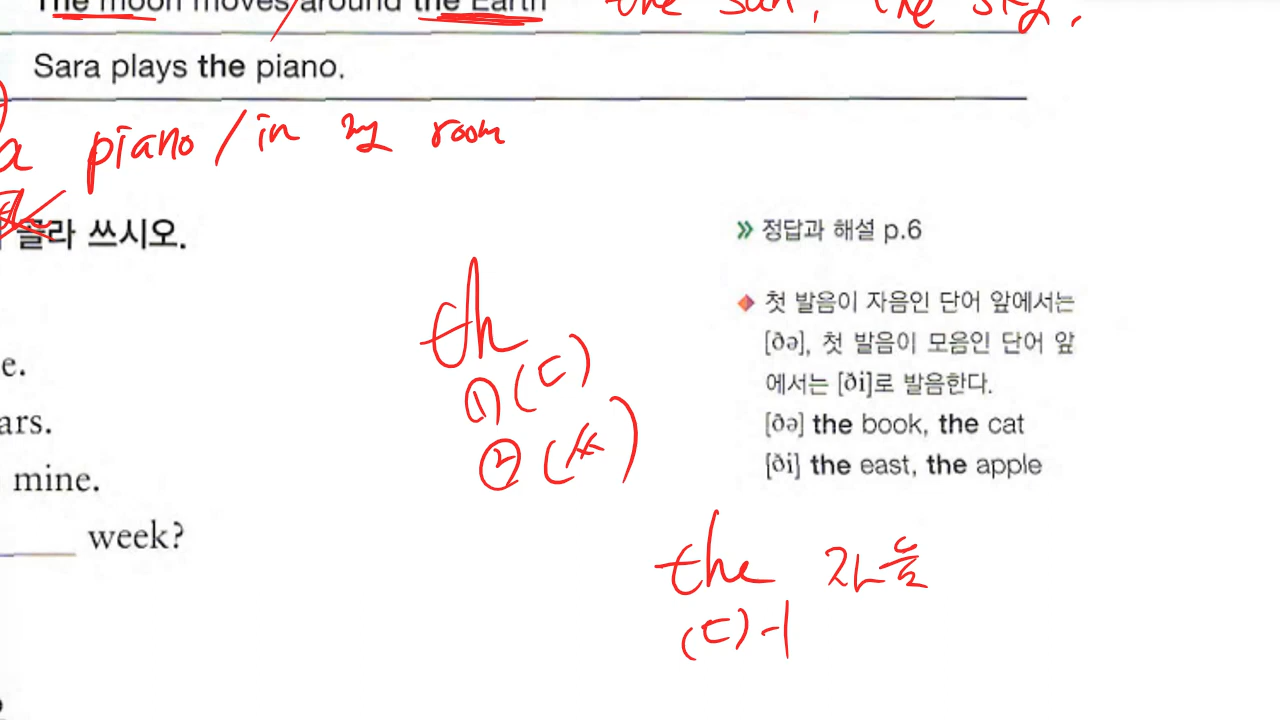 The moon moves around the Earth the sun, the sky.
Sara plays the piano.
a piano / in my room
골라 쓰시오.
e.
ars.
mine.
week?
th
① (ㄷ)
② (ㅆ)
» 정답과 해설 p.6
첫 발음이 자음인 단어 앞에서는
[ðə], 첫 발음이 모음인 단어 앞
에서는 [ði]로 발음한다.
[ðə] the book, the cat
[ði] the east, the apple
the 자음
(ㄷ)ㅓ